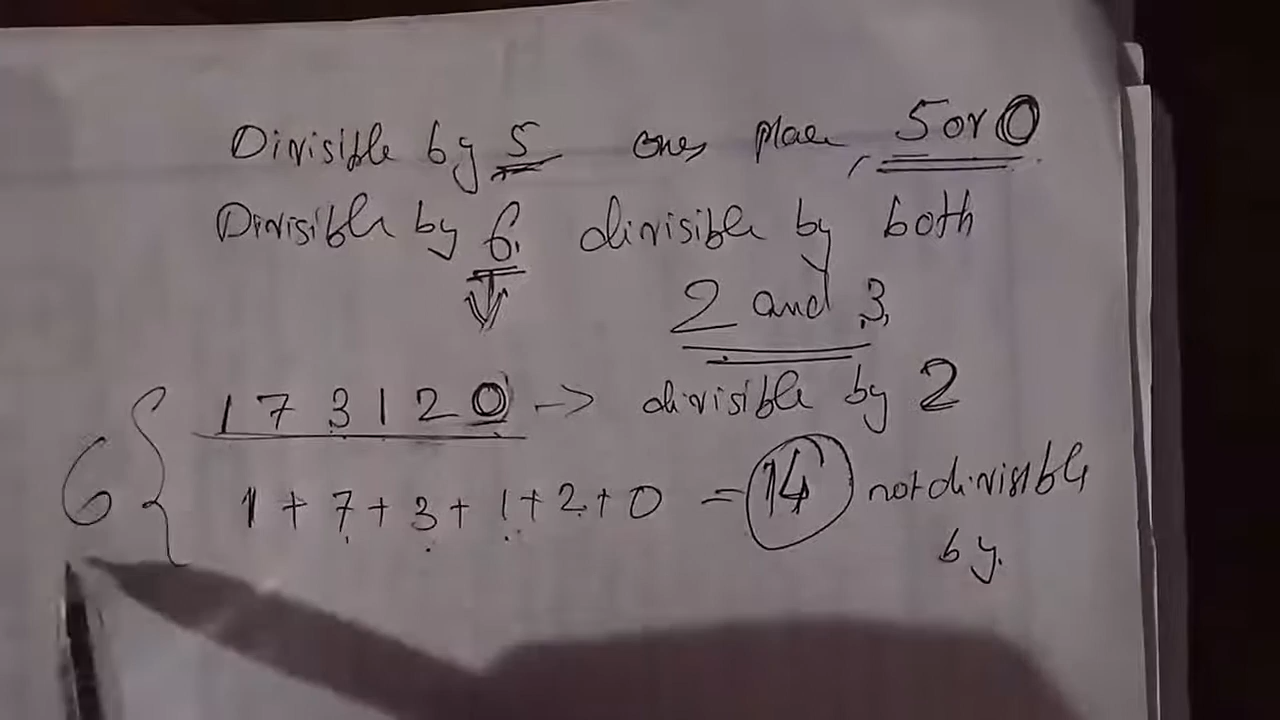 Divisible by 5 ones place, 5 or 0
Divisible by 6. divisible by both
2 and 3
173120 -> divisible by 2
6 { 1 + 7 + 3 + 1 + 2 + 0 = 14 not divisible
by.